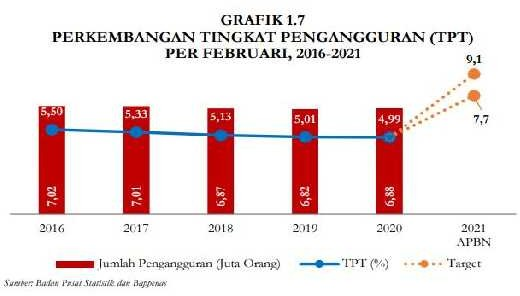 GRAFIK 1.7
PERKEMBANGAN TINGKAT PENGANGGURAN (TPT)
PER FEBRUARI, 2016-2021
9,1
7,7
5,50 5,33 5,13 5,01 4,99
7,02 7,01 6,87 6,82 6,88
2016 2017 2018 2019 2020 2021
APBN
Jumlah Pengangguran (Juta Orang) TPT (%) Target
Sumber: Badan Pusat Statistik dan Bappenas